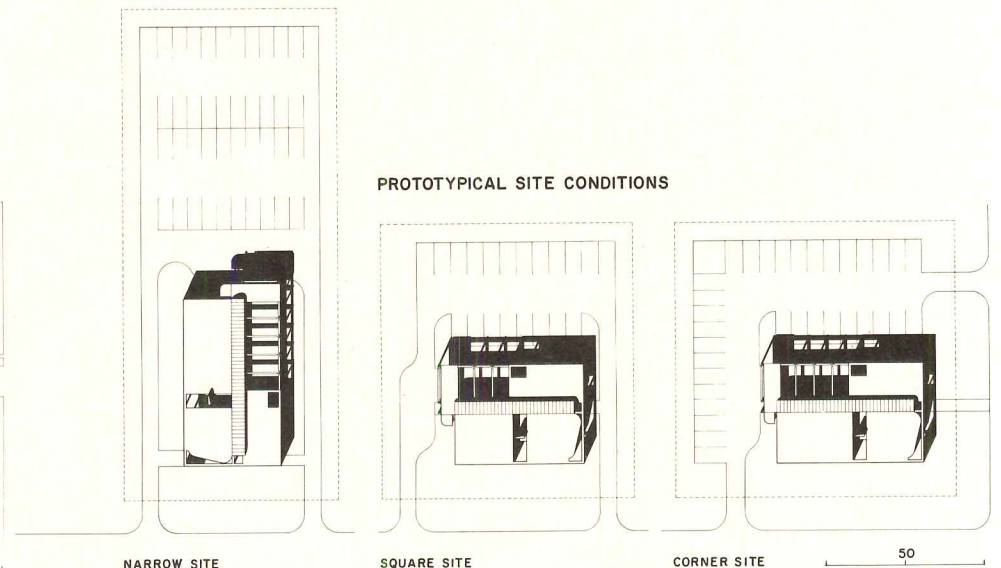 PROTOTYPICAL SITE CONDITIONS
NARROW SITE
SQUARE SITE
CORNER SITE
50